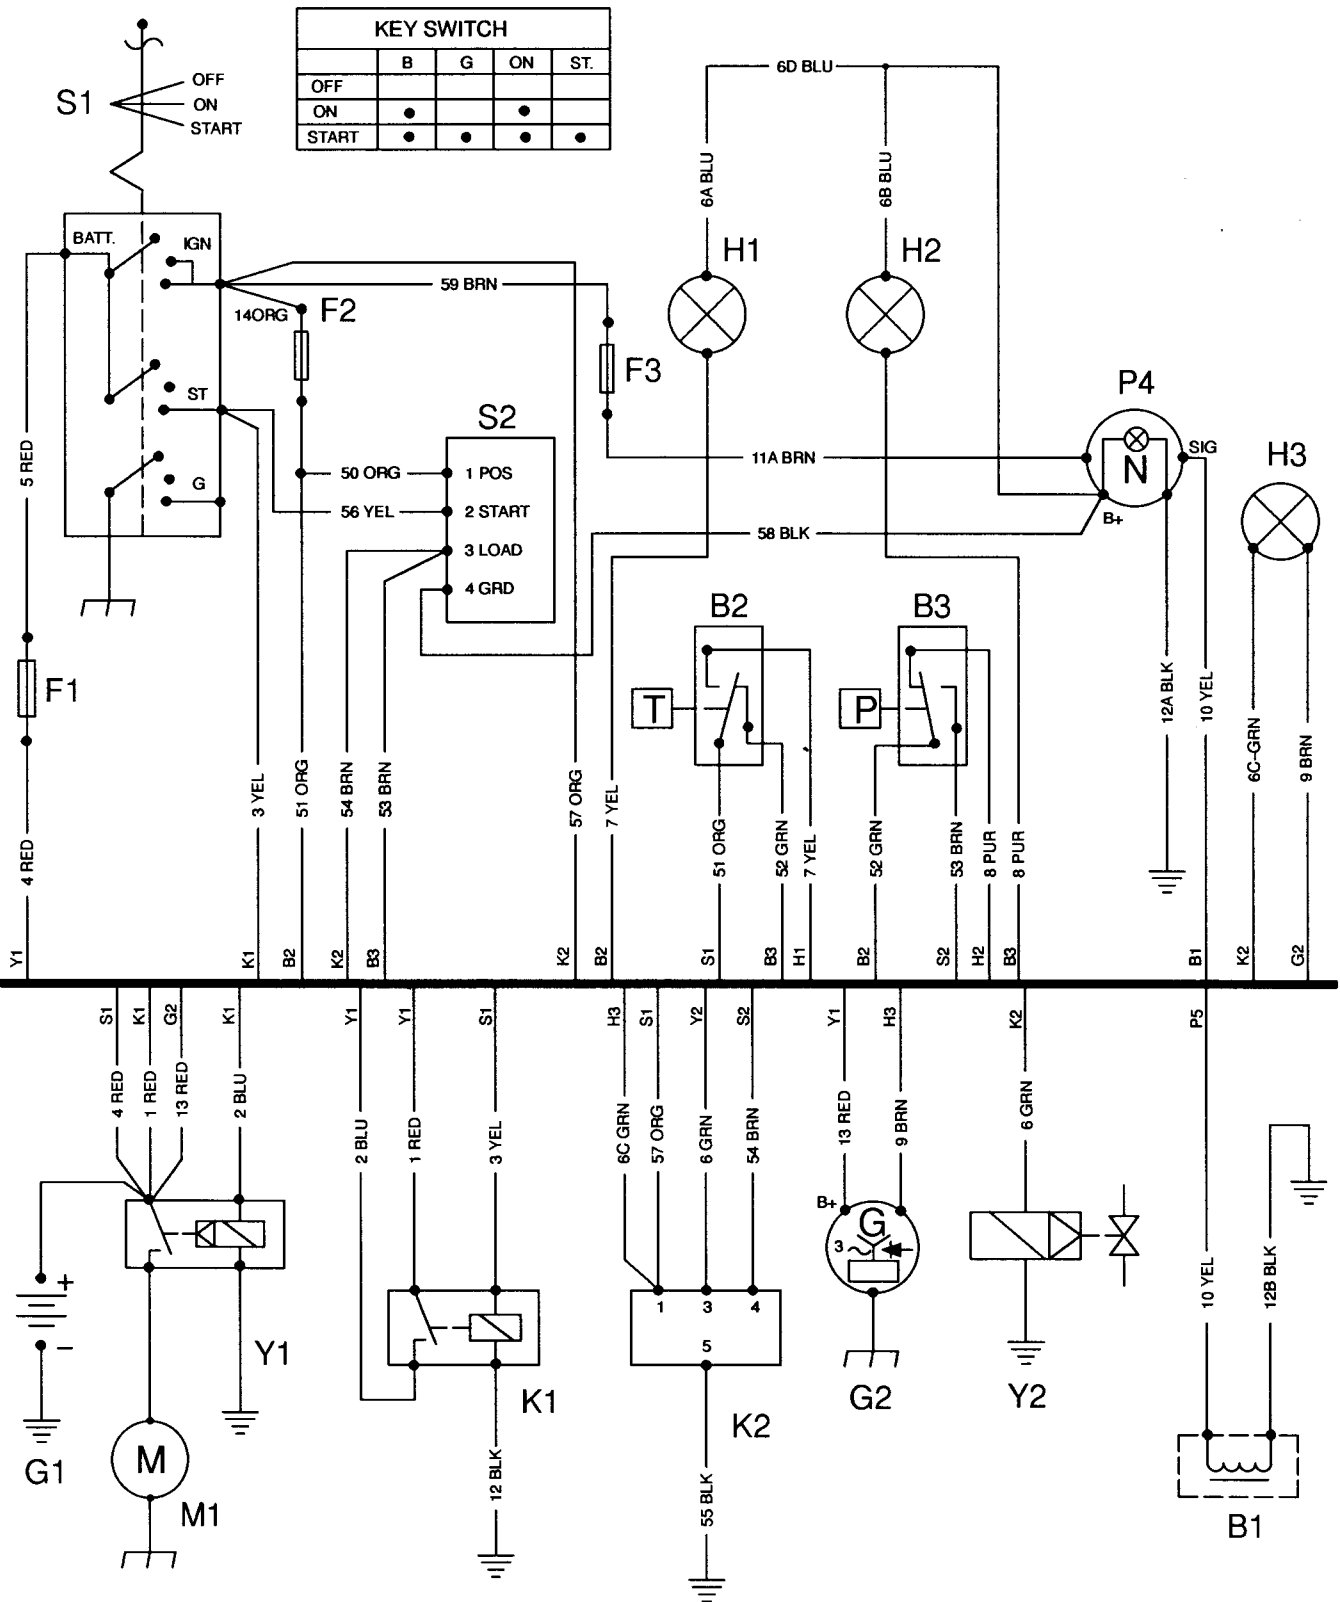 KEY SWITCH
B G ON ST.
OFF
ON
START
S1
OFF
ON
START
6D BLU
6A BLU
6B BLU
BATT.
IGN
ST
G
H1
H2
59 BRN
14ORG
F2
F3
P4
N
SIG
B+
H3
S2
5 RED
50 ORG
1 POS
56 YEL
2 START
3 LOAD
4 GRD
11A BRN
58 BLK
B2
B3
T
P
F1
4 RED
3 YEL
51 ORG
54 BRN
53 BRN
57 ORG
7 YEL
51 ORG
52 GRN
7 YEL
52 GRN
53 BRN
8 PUR
8 PUR
12A BLK
10 YEL
6C-GRN
9 BRN
Y1 K1 B2 K2 B3 K2 B2 S1 B3 H1 B2 S2 H2 B3 B1 K2 G2
S1 K1 G2 K1 Y1 Y1 S1 H3 S1 Y2 S2 Y1 H3 K2 P5
4 RED
1 RED
13 RED
2 BLU
2 BLU
1 RED
3 YEL
6C GRN
57 ORG
6 GRN
54 BRN
13 RED
9 BRN
6 GRN
10 YEL
12B BLK
B+
G
3
+
−
1 3 4
5
Y1
K1
K2
G2
Y2
G1
M
M1
12 BLK
55 BLK
B1